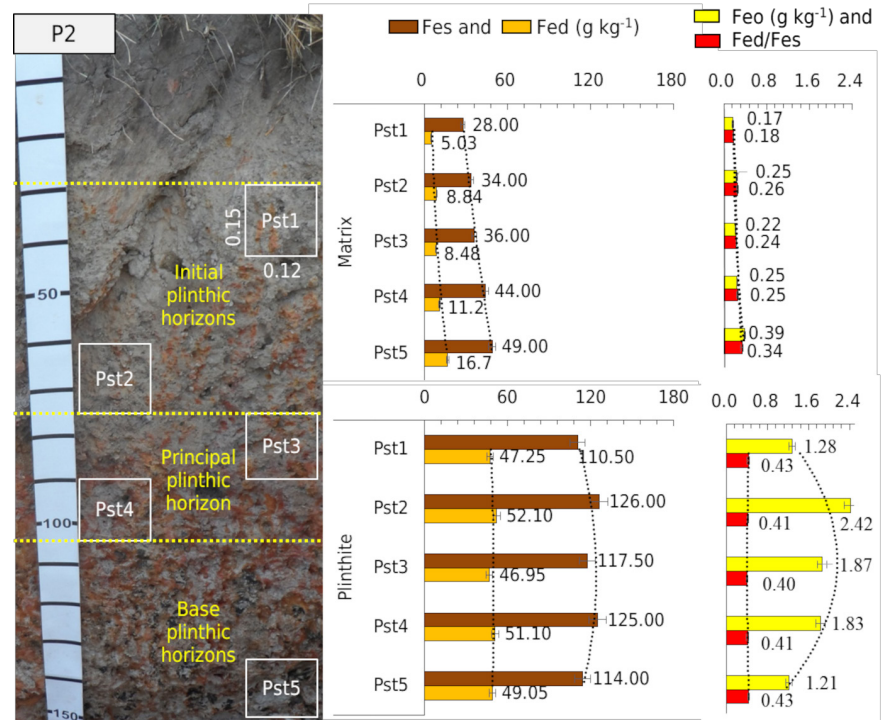 P2
Fes and Fed (g kg⁻¹)
Feo (g kg⁻¹) and
Fed/Fes
0 60 120 180
0.0 0.8 1.6 2.4
Matrix
Pst1 28.00
5.03
0.17
0.18
Pst2 34.00
8.84
0.25
0.26
Pst3 36.00
8.48
0.22
0.24
Pst4 44.00
11.2
0.25
0.25
Pst5 49.00
16.7
0.39
0.34
0 60 120 180
0.0 0.8 1.6 2.4
Plinthite
Pst1 110.50
47.25
1.28
0.43
Pst2 126.00
52.10
2.42
0.41
Pst3 117.50
46.95
1.87
0.40
Pst4 125.00
51.10
1.83
0.41
Pst5 114.00
49.05
1.21
0.43
Pst1
0.15
0.12
Initial
plinthic
horizons
50
Pst2
Pst3
Principal
plinthic
horizon
Pst4
100
Base
plinthic
horizons
Pst5
150